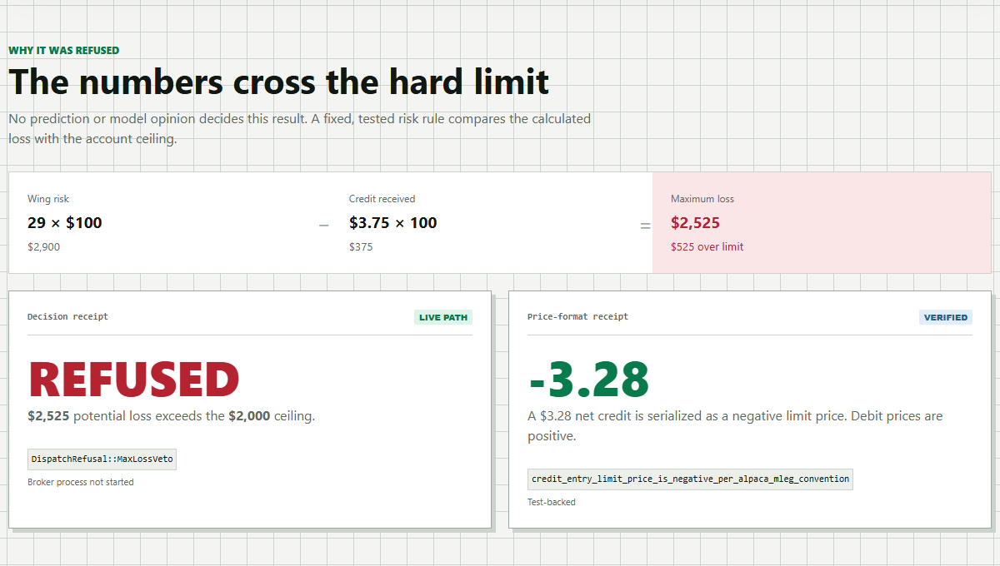 WHY IT WAS REFUSED
The numbers cross the hard limit
No prediction or model opinion decides this result. A fixed, tested risk rule compares the calculated
loss with the account ceiling.
Wing risk
29 × $100
$2,900
–
Credit received
$3.75 × 100
$375
=
Maximum loss
$2,525
$525 over limit
Decision receipt
LIVE PATH
REFUSED
$2,525 potential loss exceeds the $2,000 ceiling.
DispatchRefusal::MaxLossVeto
Broker process not started
Price-format receipt
VERIFIED
-3.28
A $3.28 net credit is serialized as a negative limit price. Debit prices are
positive.
credit_entry_limit_price_is_negative_per_alpaca_mleg_convention
Test-backed